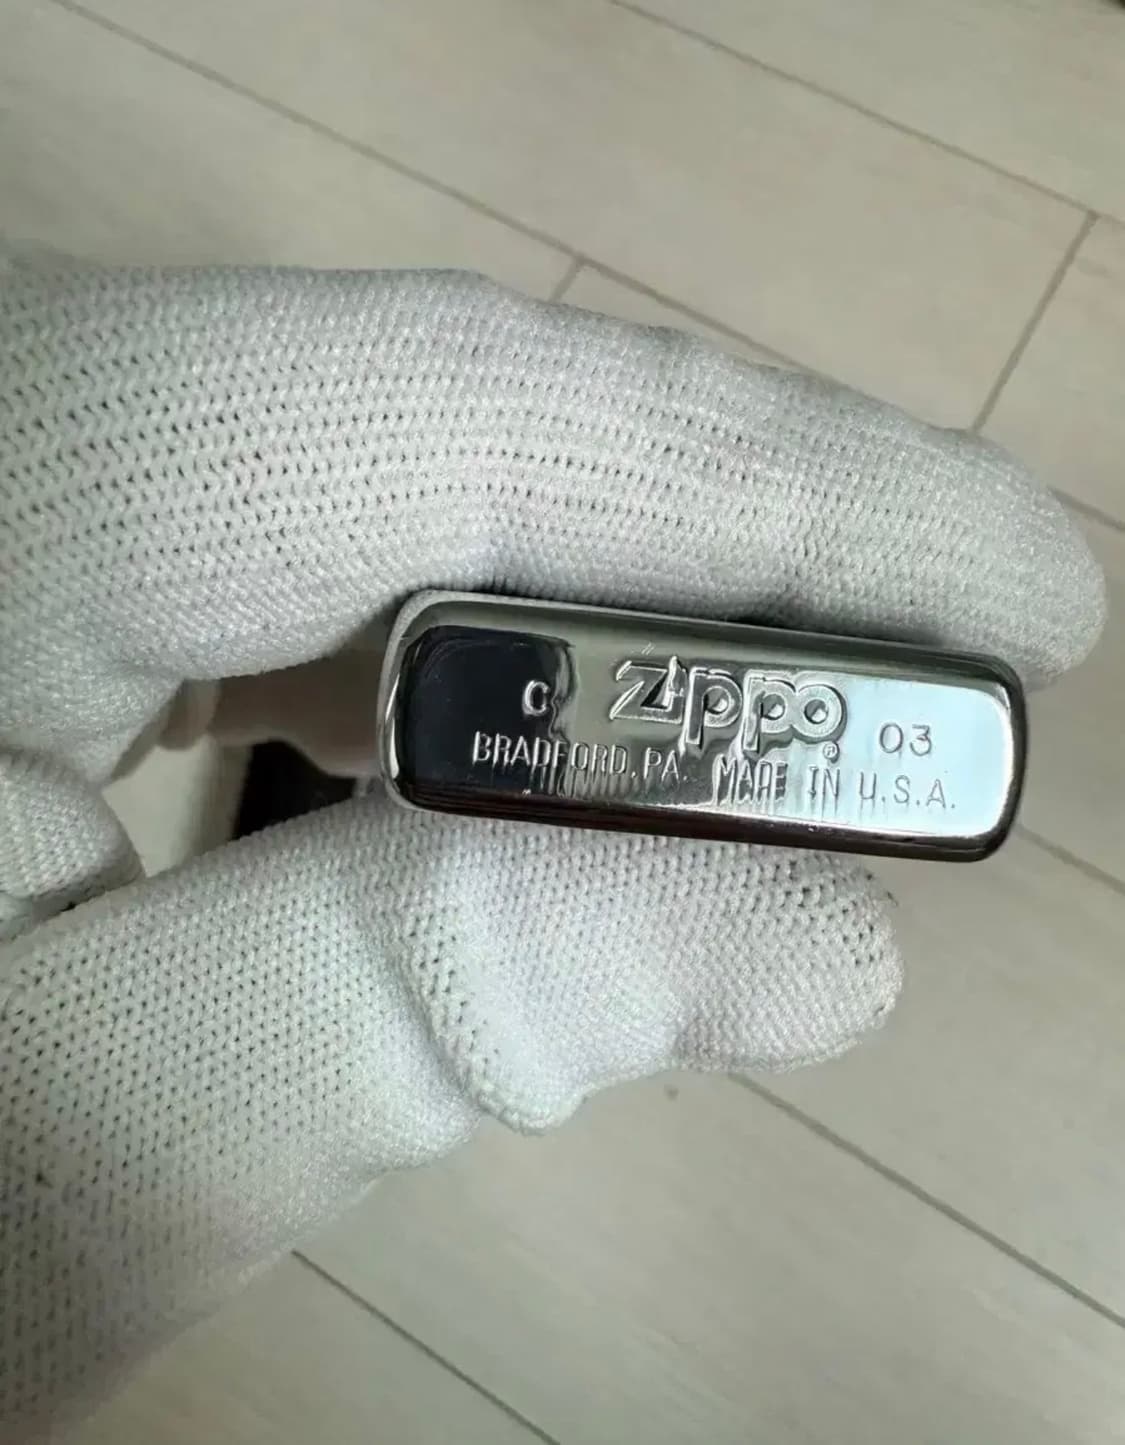 C zippo ® 03
BRADFORD, PA. MADE IN U.S.A.